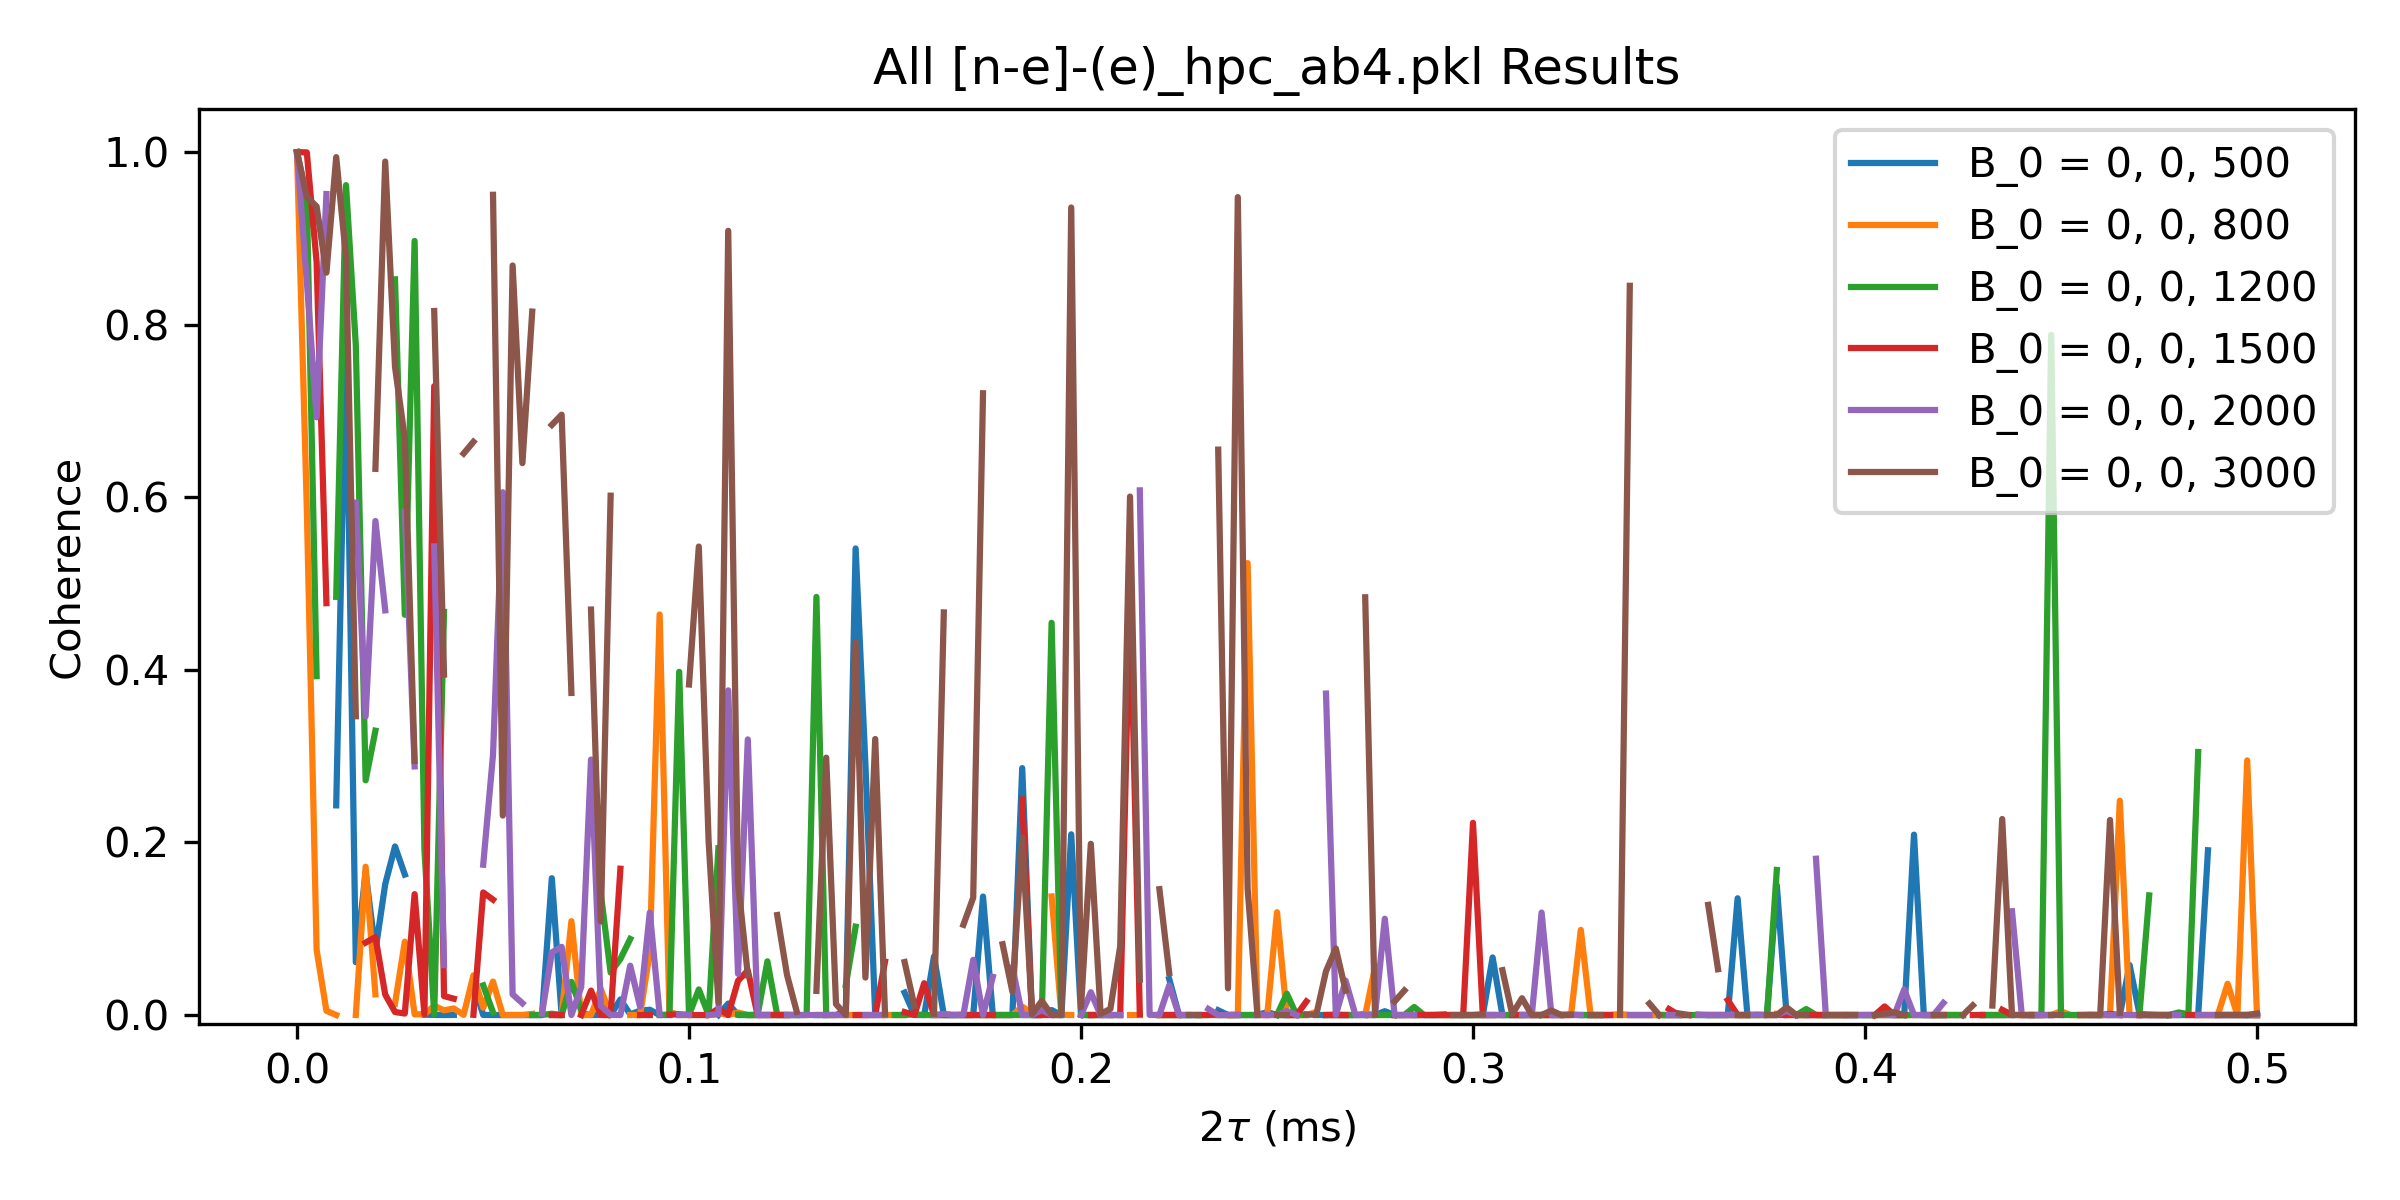 All [n-e]-(e)_hpc_ab4.pkl Results
Coherence
1.0
0.8
0.6
0.4
0.2
0.0
B_0 = 0, 0, 500
B_0 = 0, 0, 800
B_0 = 0, 0, 1200
B_0 = 0, 0, 1500
B_0 = 0, 0, 2000
B_0 = 0, 0, 3000
0.0 0.1 0.2 0.3 0.4 0.5
2τ (ms)